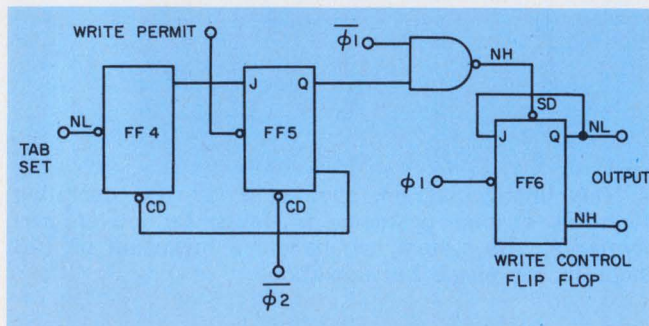 WRITE PERMIT
φ1
NH
SD
J Q
FF 4
FF5
NL
TAB
SET
CD
CD
φ2
J Q
NL
φ1
FF6
OUTPUT
NH
WRITE CONTROL
FLIP FLOP